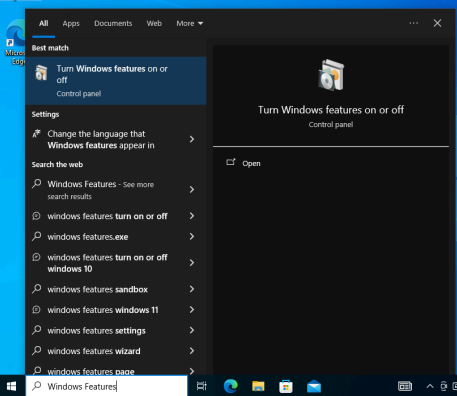 All Apps Documents Web More
Best match
Turn Windows features on or
off
Control panel
Settings
Change the language that
Windows features appear in
Search the web
Windows Features - See more
search results
windows features turn on or off
windows features.exe
windows features turn on or off
windows 10
windows features sandbox
windows features windows 11
windows features settings
windows features wizard
windows features page
Turn Windows features on or off
Control panel
Open
Windows Features
Edge